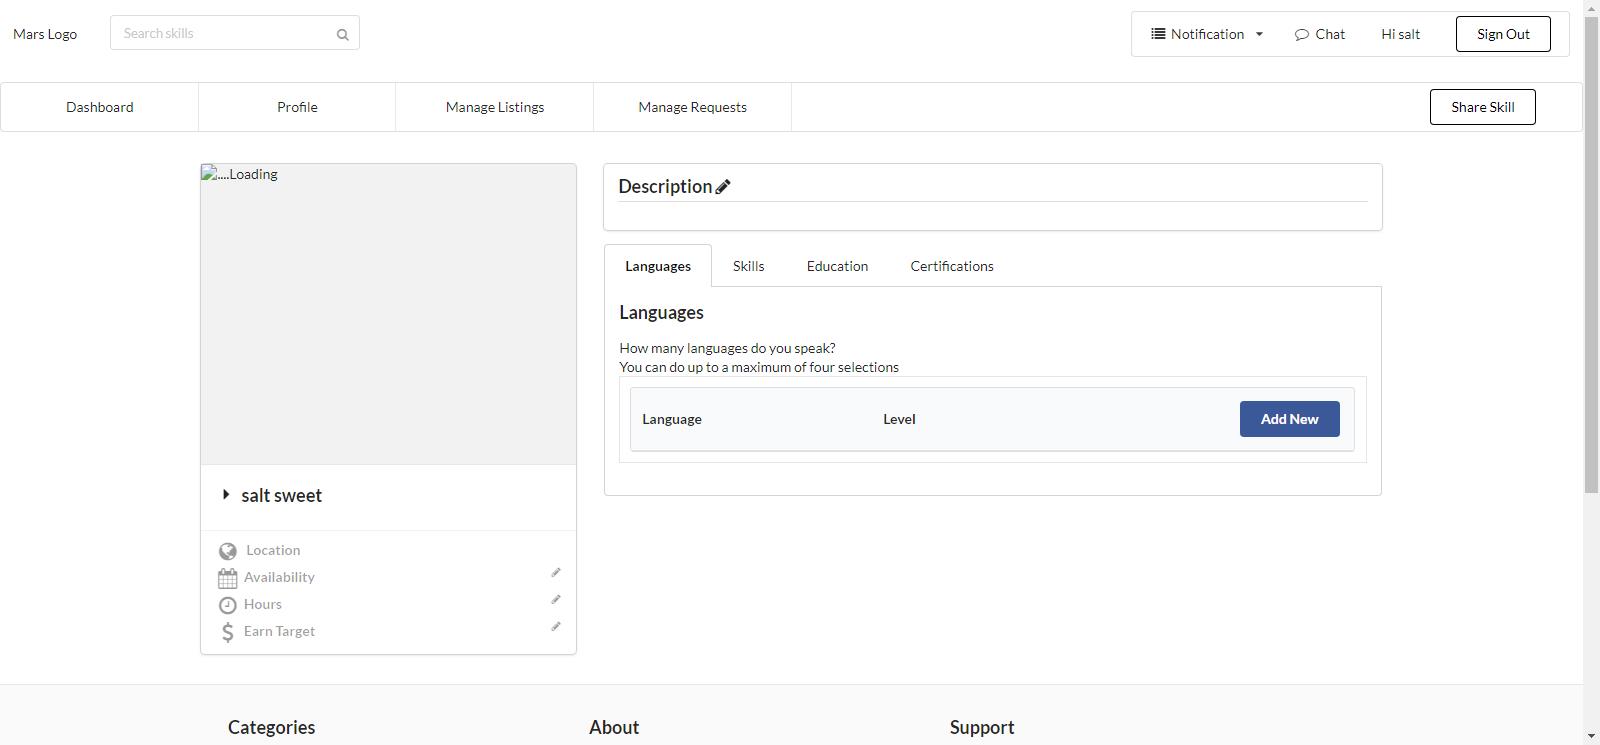 Mars Logo
Search skills
Notification
Chat
Hi salt
Sign Out
Dashboard
Profile
Manage Listings
Manage Requests
Share Skill
....Loading
salt sweet
Location
Availability
Hours
Earn Target
Description
Languages
Skills
Education
Certifications
Languages
How many languages do you speak?
You can do up to a maximum of four selections
Language
Level
Add New
Categories
About
Support